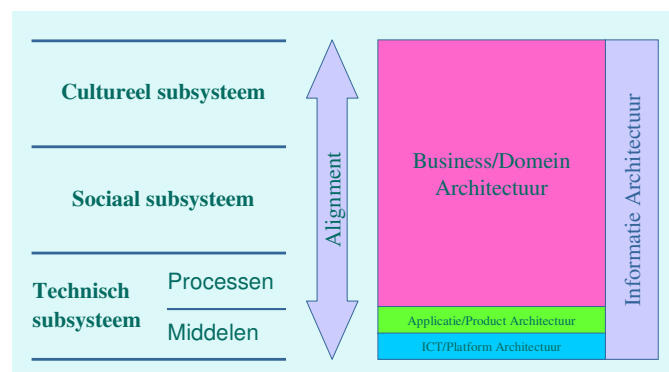 Cultureel subsysteem
Sociaal subsysteem
Technisch
subsysteem
Processen
Middelen
Alignment
Business/Domein
Architectuur
Applicatie/Product Architectuur
ICT/Platform Architectuur
Informatie Architectuur